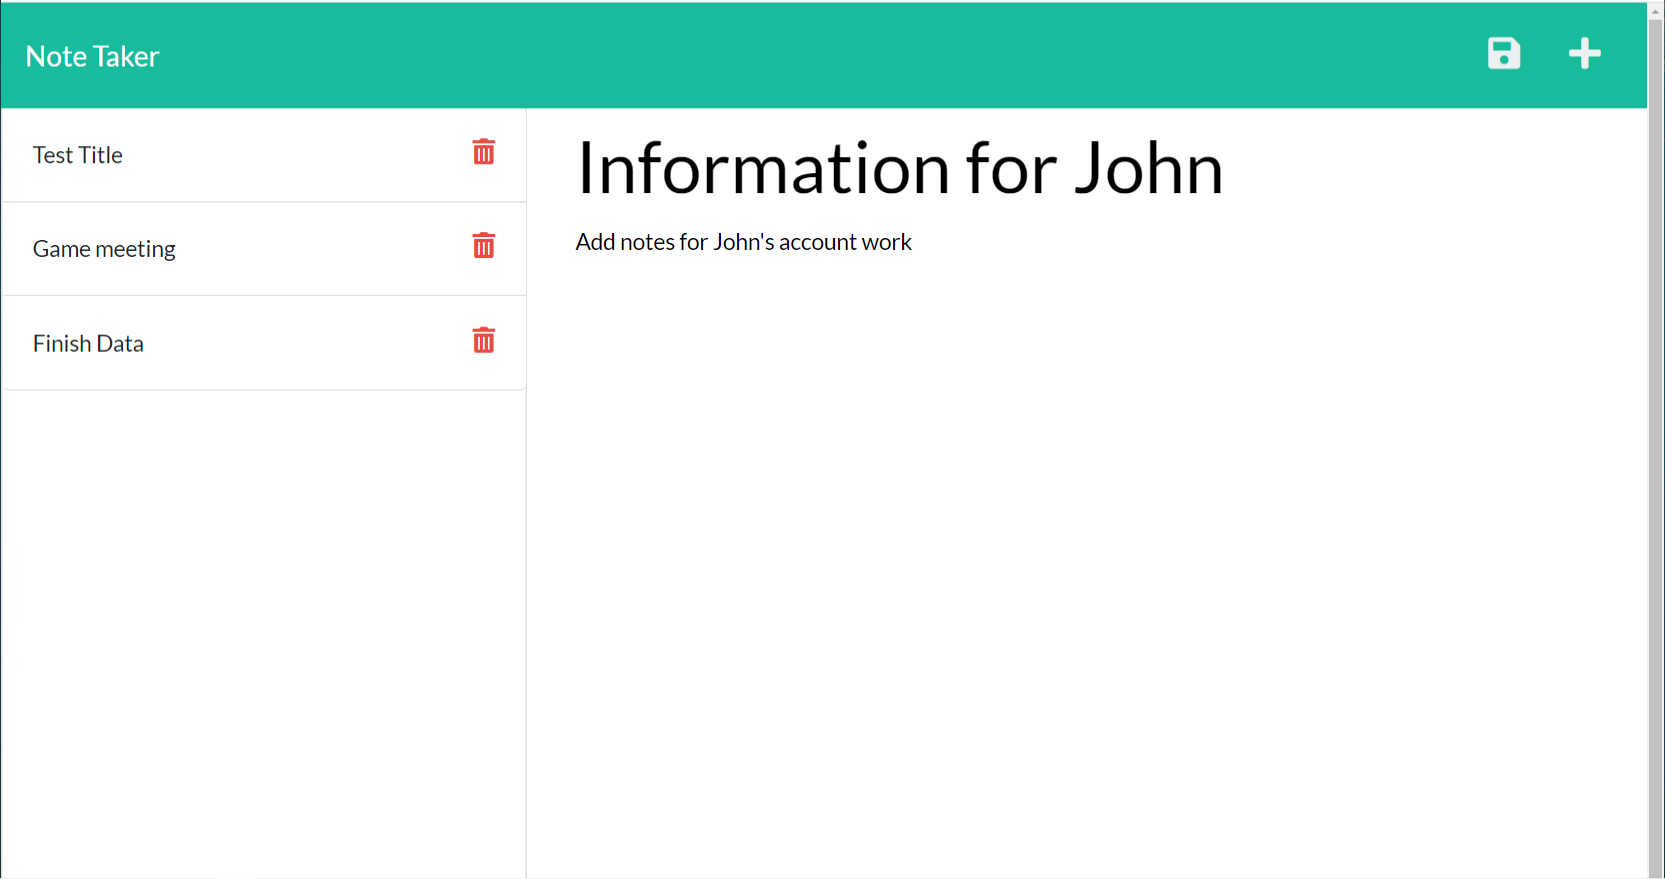 Note Taker
Test Title
Game meeting
Finish Data
Information for John
Add notes for John's account work